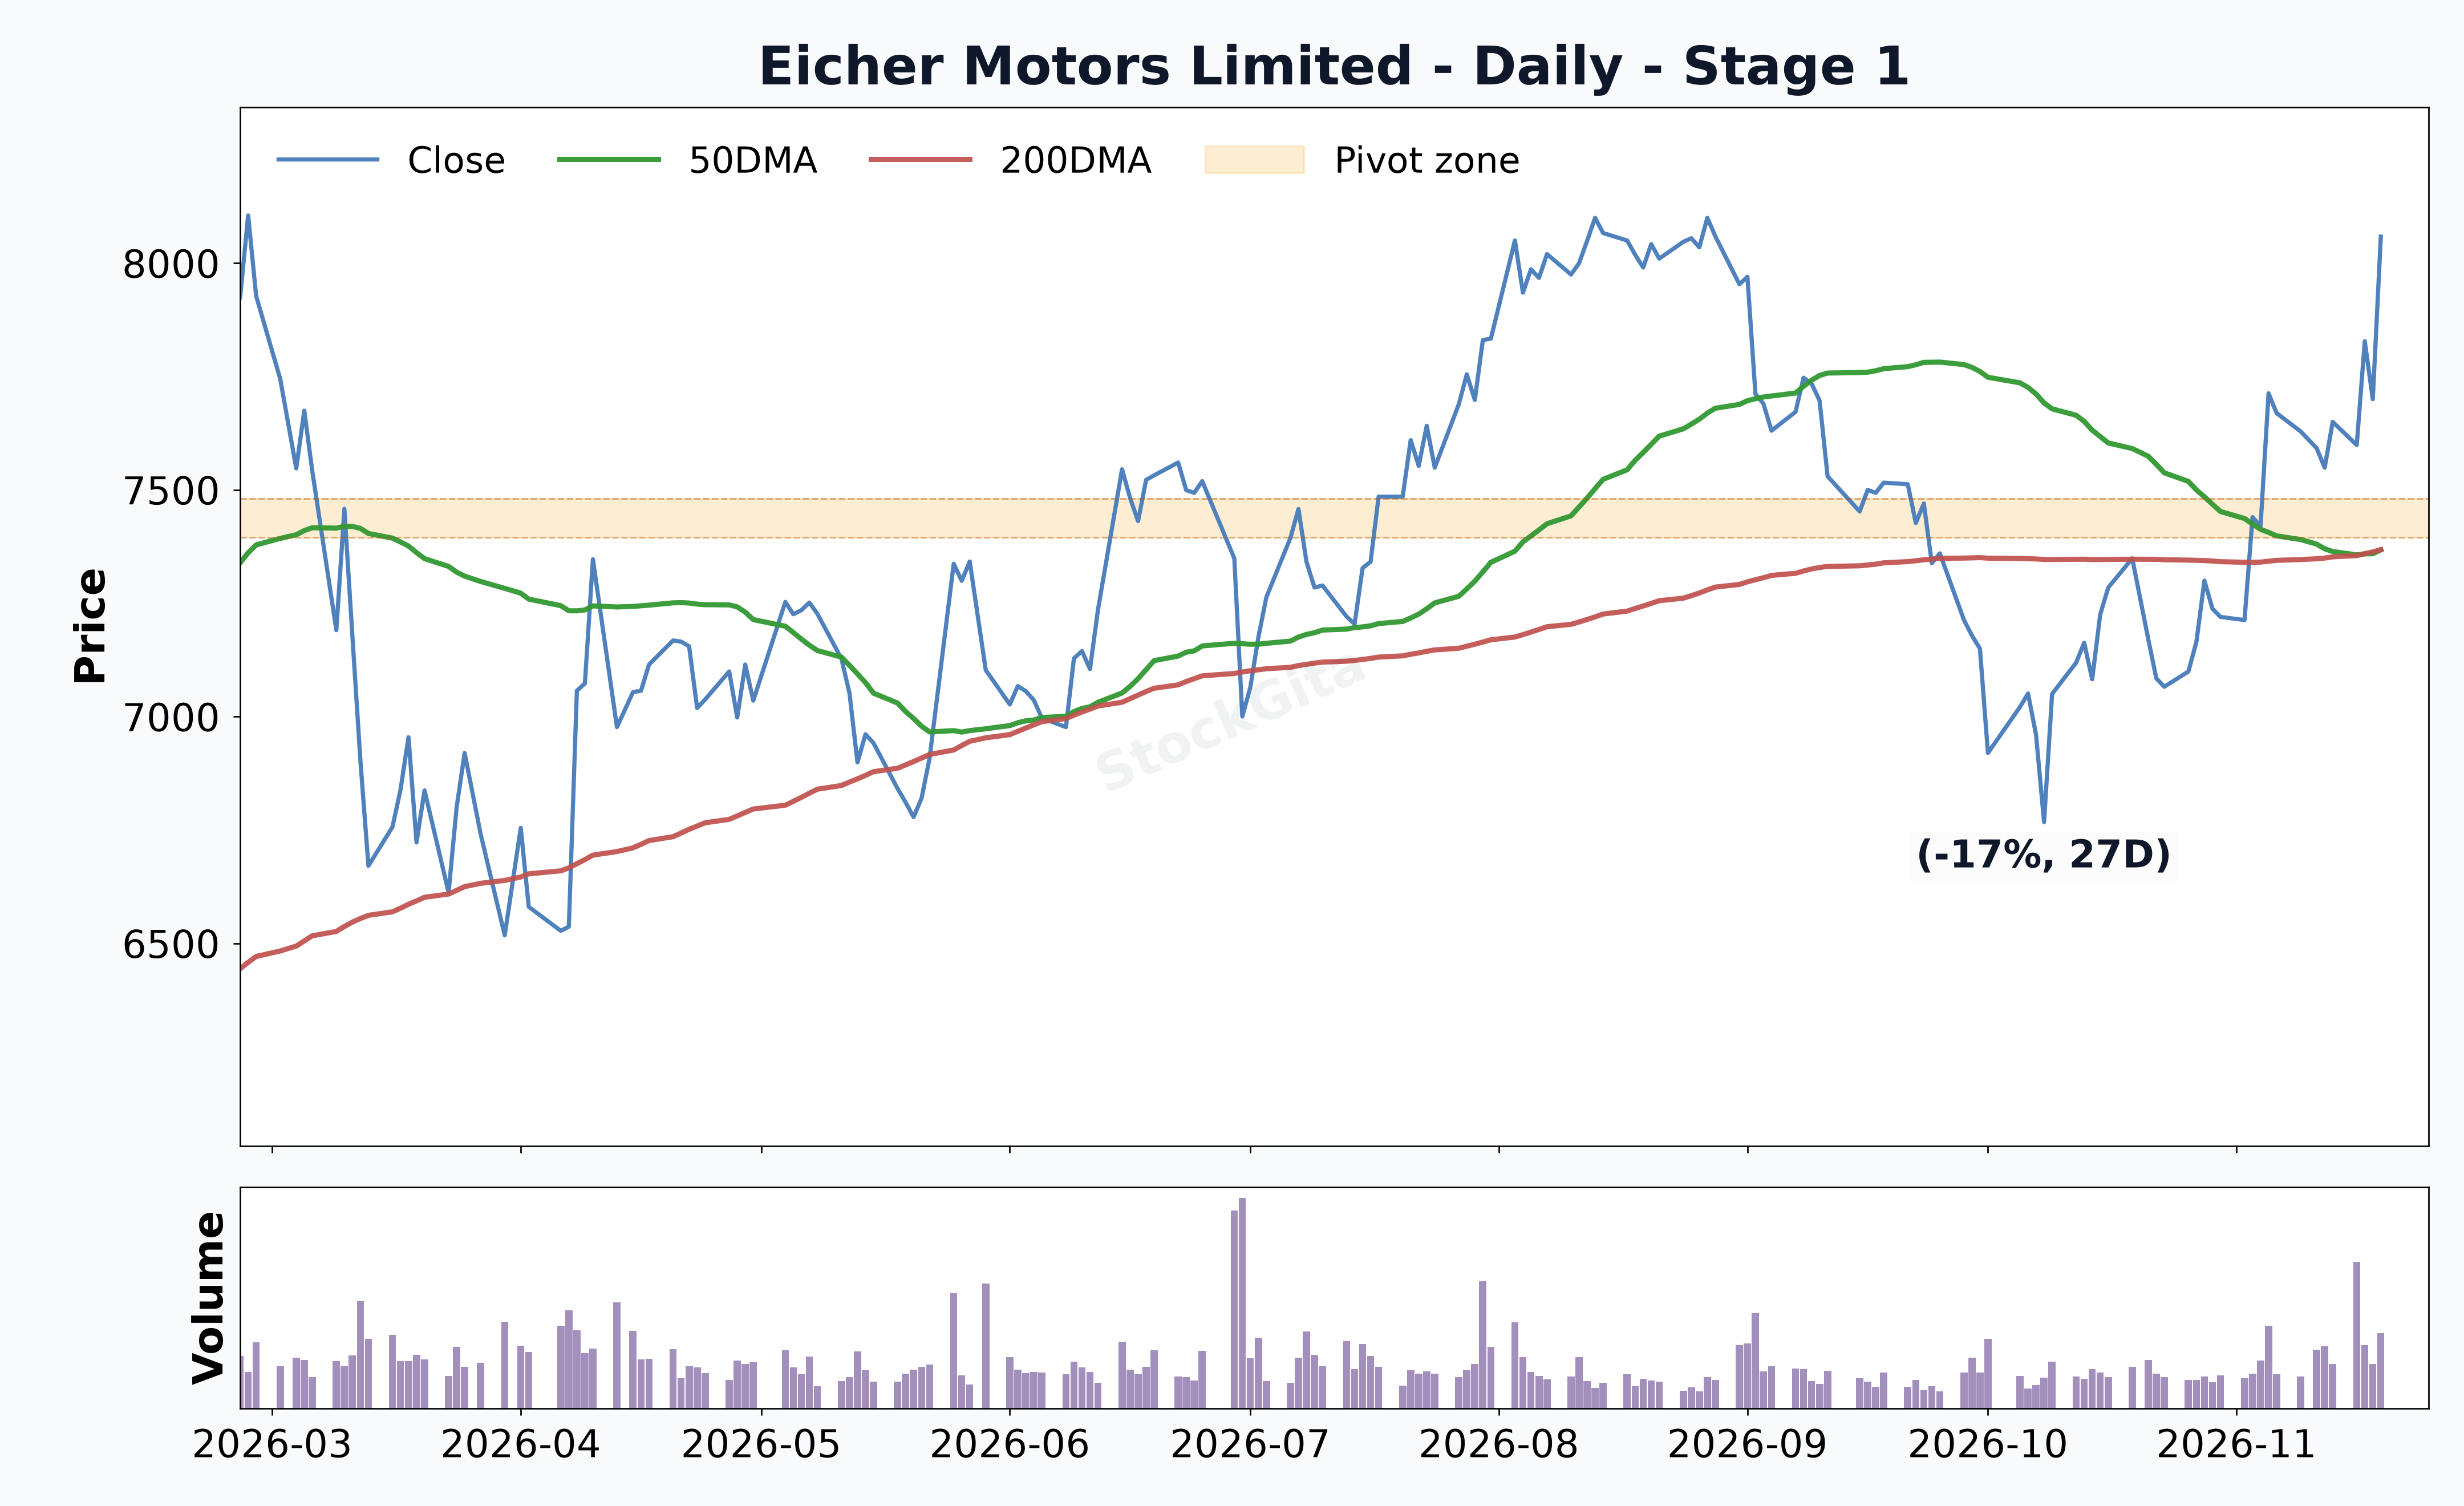 Eicher Motors Limited - Daily - Stage 1
Close 50DMA 200DMA Pivot zone
8000
7500
7000
6500
Price
StockGita
(-17%, 27D)
Volume
2026-03 2026-04 2026-05 2026-06 2026-07 2026-08 2026-09 2026-10 2026-11